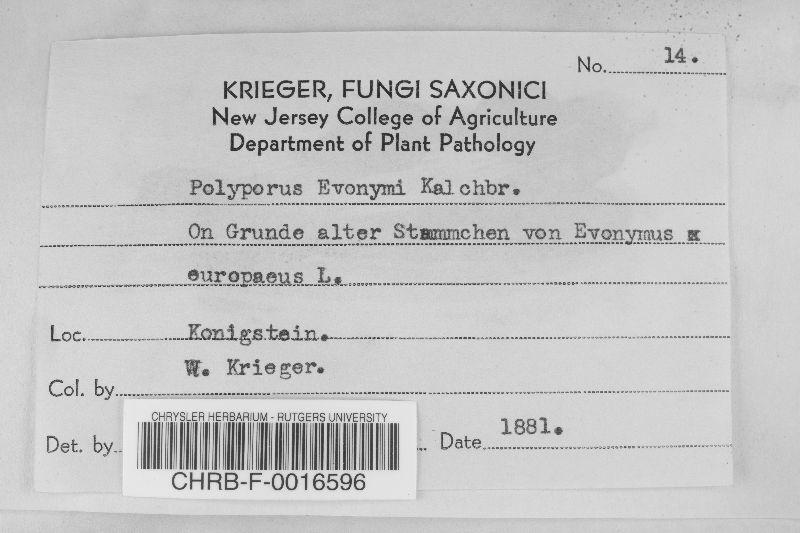 No. 14.
KRIEGER, FUNGI SAXONICI
New Jersey College of Agriculture
Department of Plant Pathology
Polyporus Evonymi Kalchbr.
On Grunde alter Stammchen von Evonymus x
europaeus L.
Loc. Konigstein.
Col. by W. Krieger.
Det. by Date 1881.
CHRYSLER HERBARIUM - RUTGERS UNIVERSITY
CHRB-F-0016596